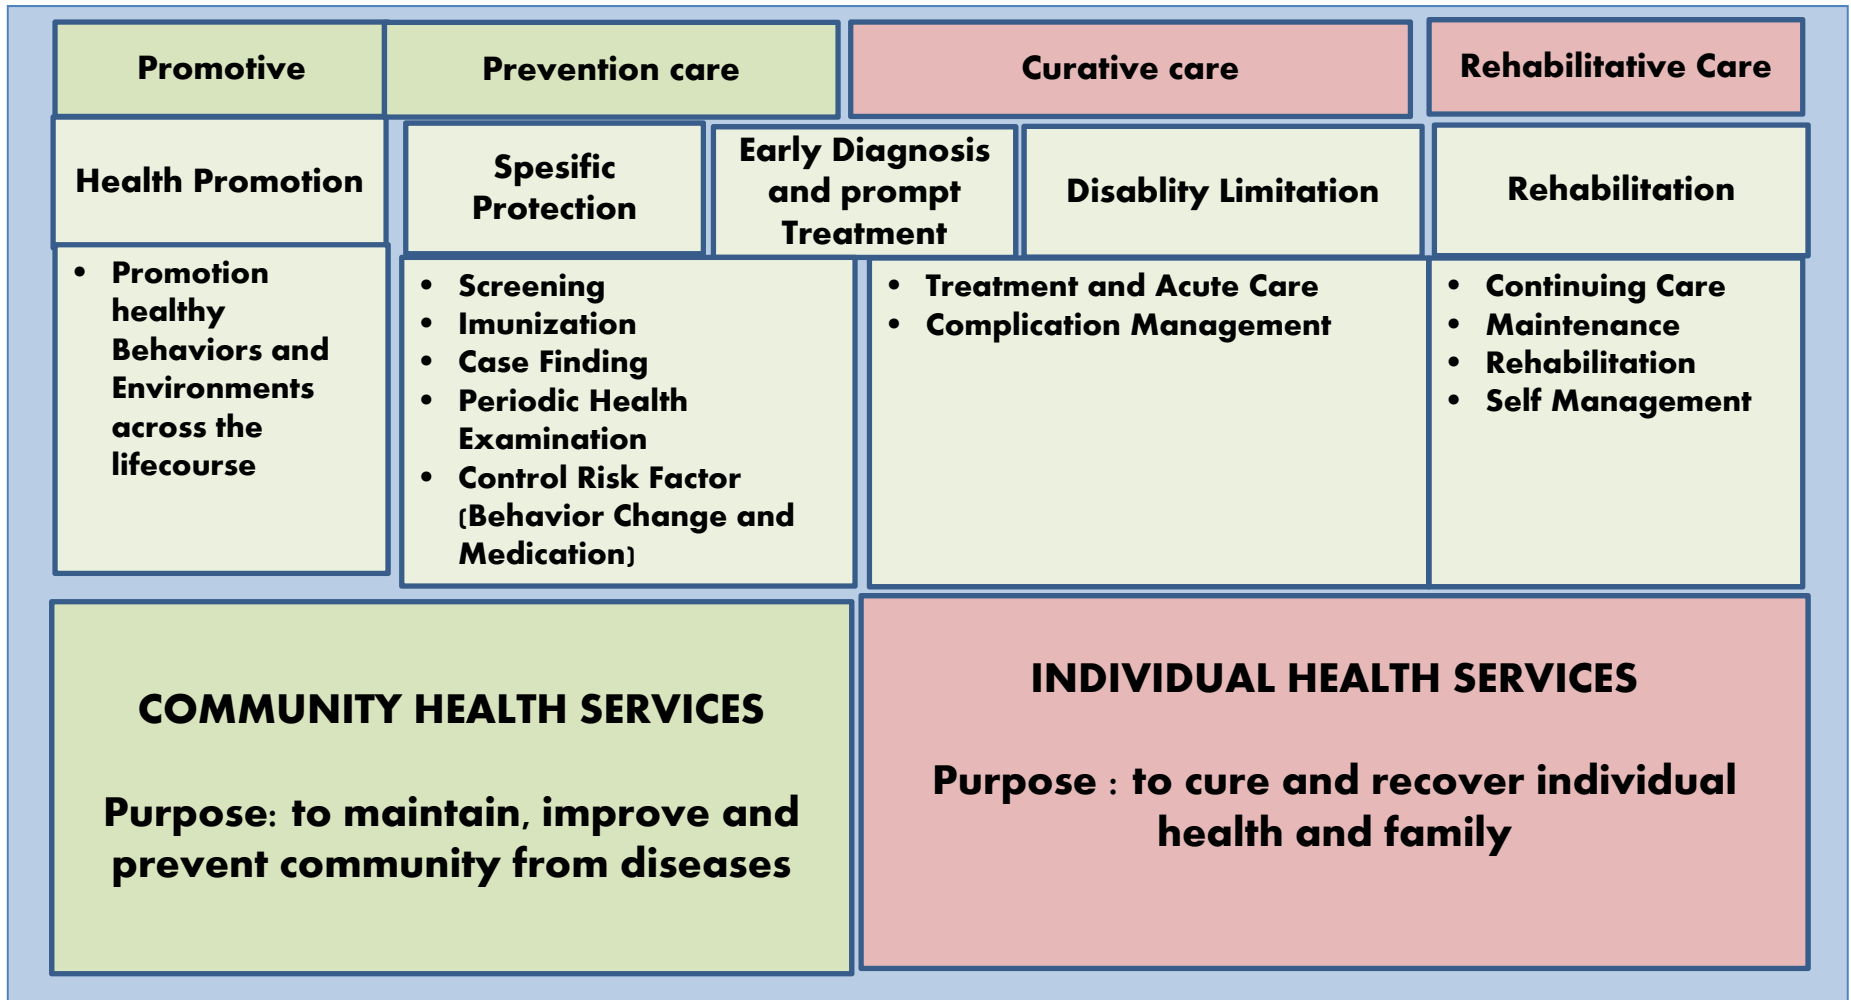 Promotive
Prevention care
Curative care
Rehabilitative Care
Health Promotion
Spesific
Protection
Early Diagnosis
and prompt
Treatment
Disablity Limitation
Rehabilitation
• Promotion
healthy
Behaviors and
Environments
across the
lifecourse
• Screening
• Imunization
• Case Finding
• Periodic Health
Examination
• Control Risk Factor
(Behavior Change and
Medication)
• Treatment and Acute Care
• Complication Management
• Continuing Care
• Maintenance
• Rehabilitation
• Self Management
COMMUNITY HEALTH SERVICES
Purpose: to maintain, improve and
prevent community from diseases
INDIVIDUAL HEALTH SERVICES
Purpose : to cure and recover individual
health and family